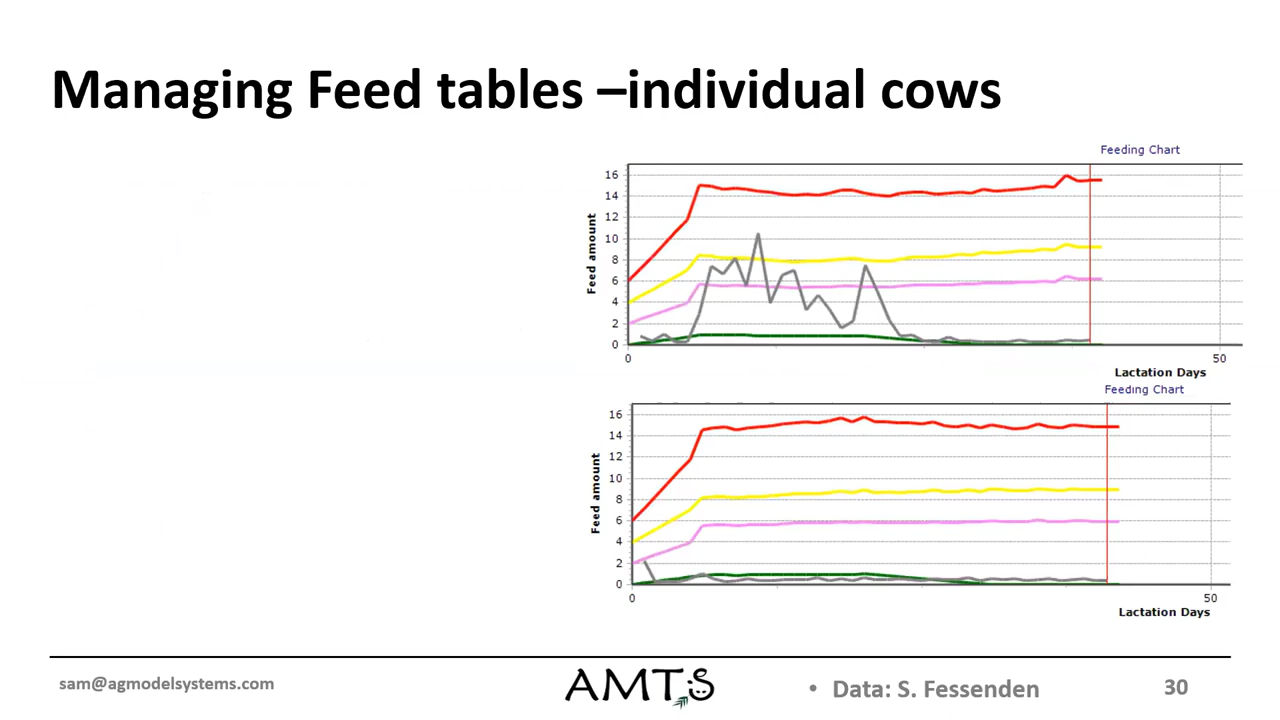 Managing Feed tables –individual cows
Feeding Chart
Feed amount
16
14
12
10
8
6
4
2
0
0
50
Lactation Days
Feeding Chart
Feed amount
16
14
12
10
8
6
4
2
0
0
50
Lactation Days
sam@agmodelsystems.com
AMTS
• Data: S. Fessenden
30